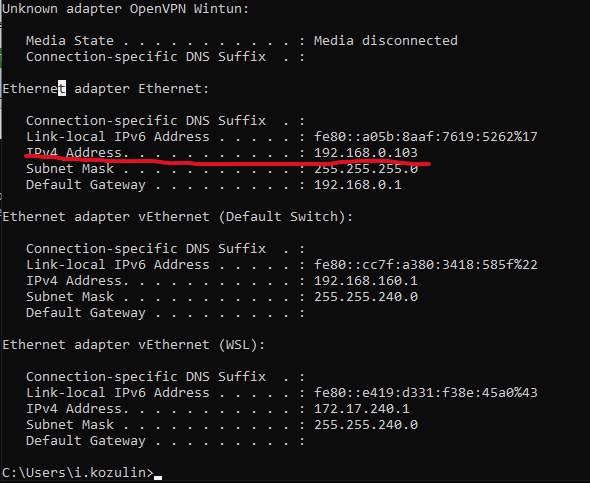 Unknown adapter OpenVPN Wintun:
Media State . . . . . . . . . . . : Media disconnected
Connection-specific DNS Suffix  . :
Ethernet adapter Ethernet:
Connection-specific DNS Suffix  . :
Link-local IPv6 Address . . . . . : fe80::a05b:8aaf:7619:5262%17
IPv4 Address. . . . . . . . . . . : 192.168.0.103
Subnet Mask . . . . . . . . . . . : 255.255.255.0
Default Gateway . . . . . . . . . : 192.168.0.1
Ethernet adapter vEthernet (Default Switch):
Connection-specific DNS Suffix  . :
Link-local IPv6 Address . . . . . : fe80::cc7f:a380:3418:585f%22
IPv4 Address. . . . . . . . . . . : 192.168.160.1
Subnet Mask . . . . . . . . . . . : 255.255.240.0
Default Gateway . . . . . . . . . :
Ethernet adapter vEthernet (WSL):
Connection-specific DNS Suffix  . :
Link-local IPv6 Address . . . . . : fe80::e419:d331:f38e:45a0%43
IPv4 Address. . . . . . . . . . . : 172.17.240.1
Subnet Mask . . . . . . . . . . . : 255.255.240.0
Default Gateway . . . . . . . . . :
C:\Users\i.kozulin>